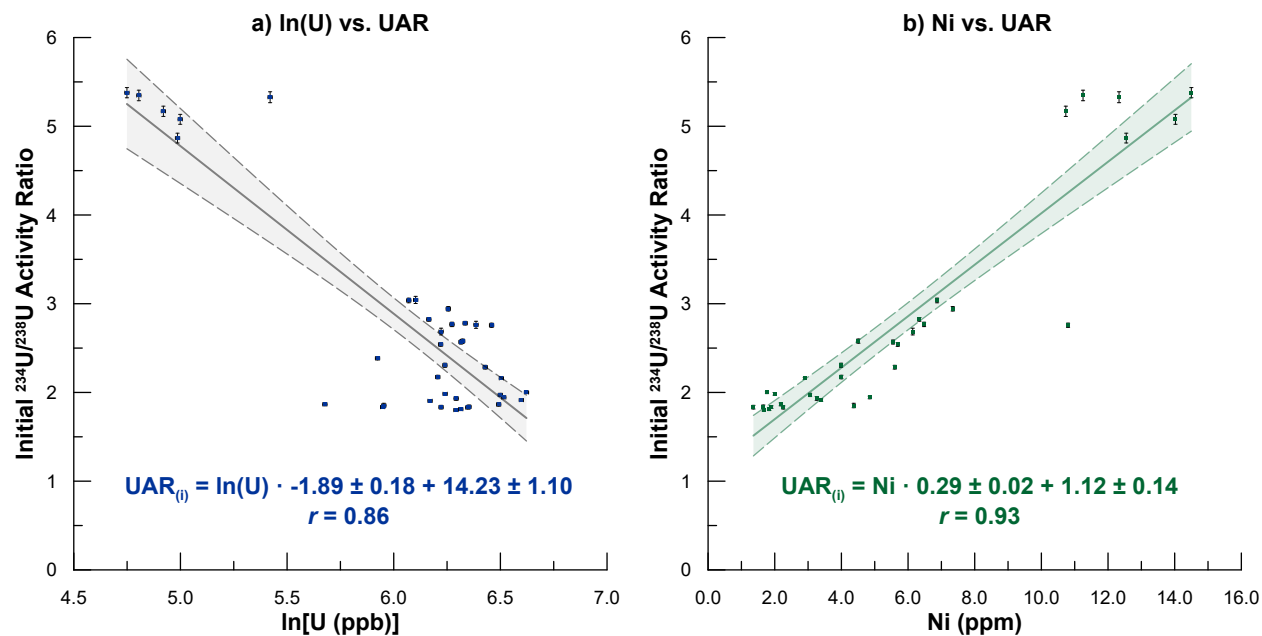 a) ln(U) vs. UAR
Initial ²³⁴U/²³⁸U Activity Ratio
6
5
4
3
2
1
0
UAR(i) = ln(U) · -1.89 ± 0.18 + 14.23 ± 1.10
r = 0.86
4.5 5.0 5.5 6.0 6.5 7.0
ln[U (ppb)]
b) Ni vs. UAR
Initial ²³⁴U/²³⁸U Activity Ratio
6
5
4
3
2
1
0
UAR(i) = Ni · 0.29 ± 0.02 + 1.12 ± 0.14
r = 0.93
0.0 2.0 4.0 6.0 8.0 10.0 12.0 14.0 16.0
Ni (ppm)